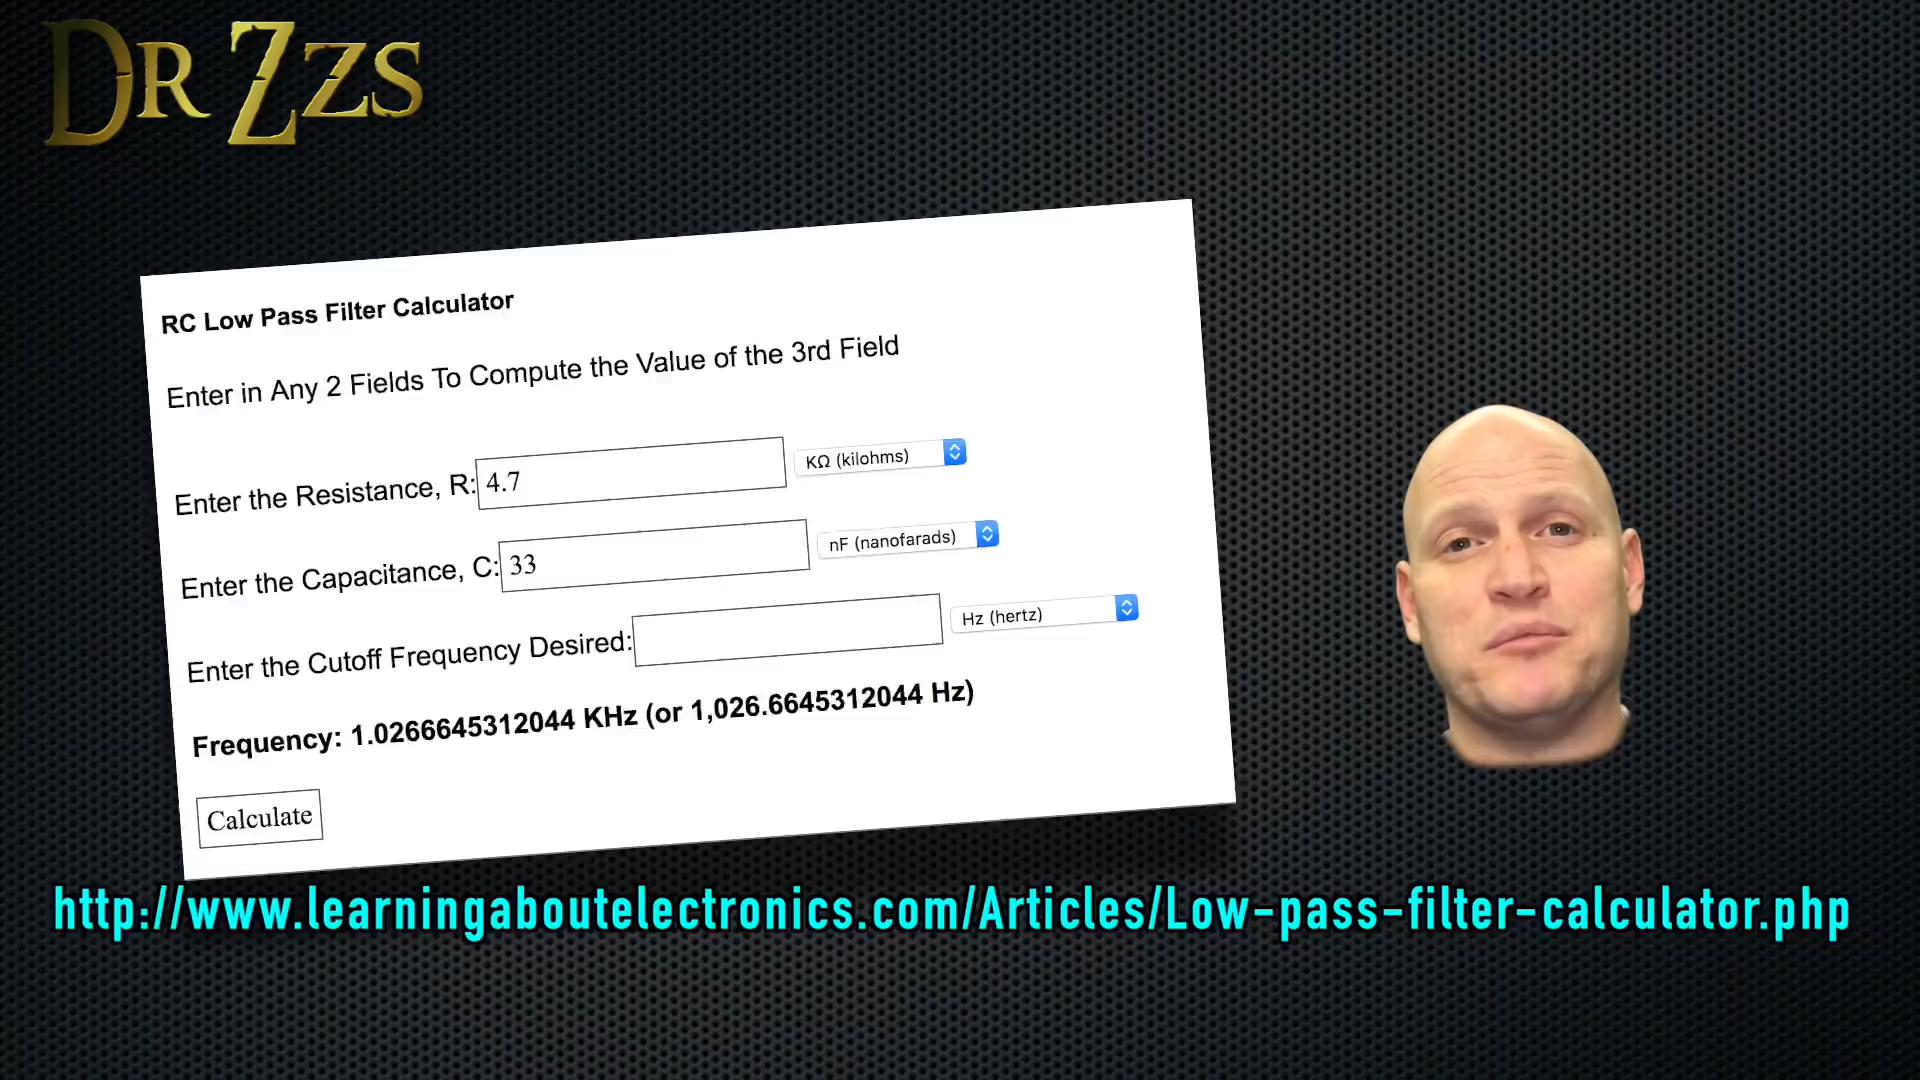 DR ZZS
RC Low Pass Filter Calculator
Enter in Any 2 Fields To Compute the Value of the 3rd Field
Enter the Resistance, R: 4.7 KΩ (kilohms)
Enter the Capacitance, C: 33 nF (nanofarads)
Enter the Cutoff Frequency Desired: Hz (hertz)
Frequency: 1.0266645312044 KHz (or 1,026.6645312044 Hz)
Calculate
http://www.learningaboutelectronics.com/Articles/Low-pass-filter-calculator.php